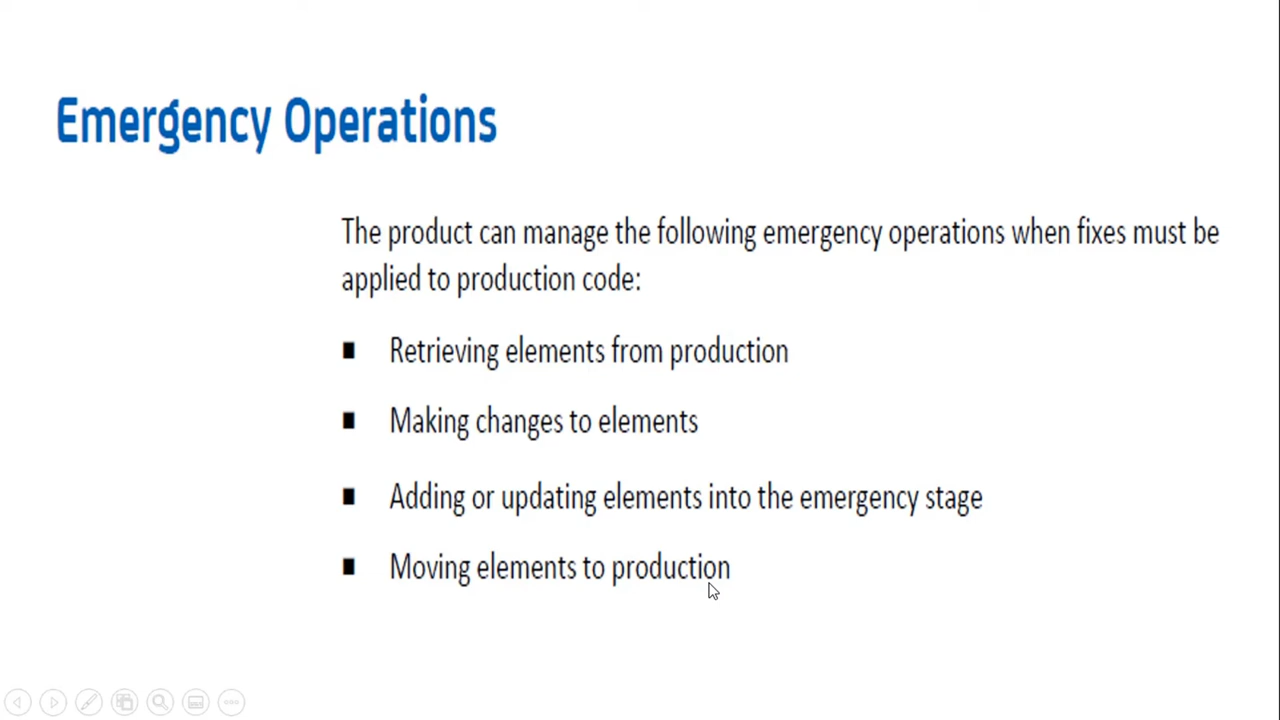 Emergency Operations
The product can manage the following emergency operations when fixes must be
applied to production code:
■ Retrieving elements from production
■ Making changes to elements
■ Adding or updating elements into the emergency stage
■ Moving elements to production